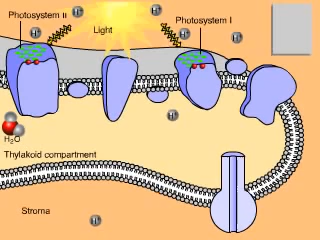 Photosystem II
Photosystem I
Light
H+
H+
H+
H+
H+
H+
H2O
Thylakoid compartment
Stroma
H+